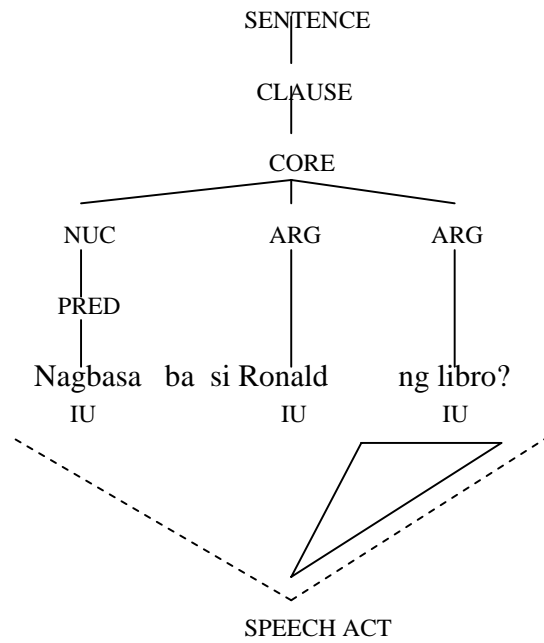 SENTENCE
CLAUSE
CORE
NUC ARG ARG
PRED
Nagbasa ba si Ronald ng libro?
IU IU IU
SPEECH ACT